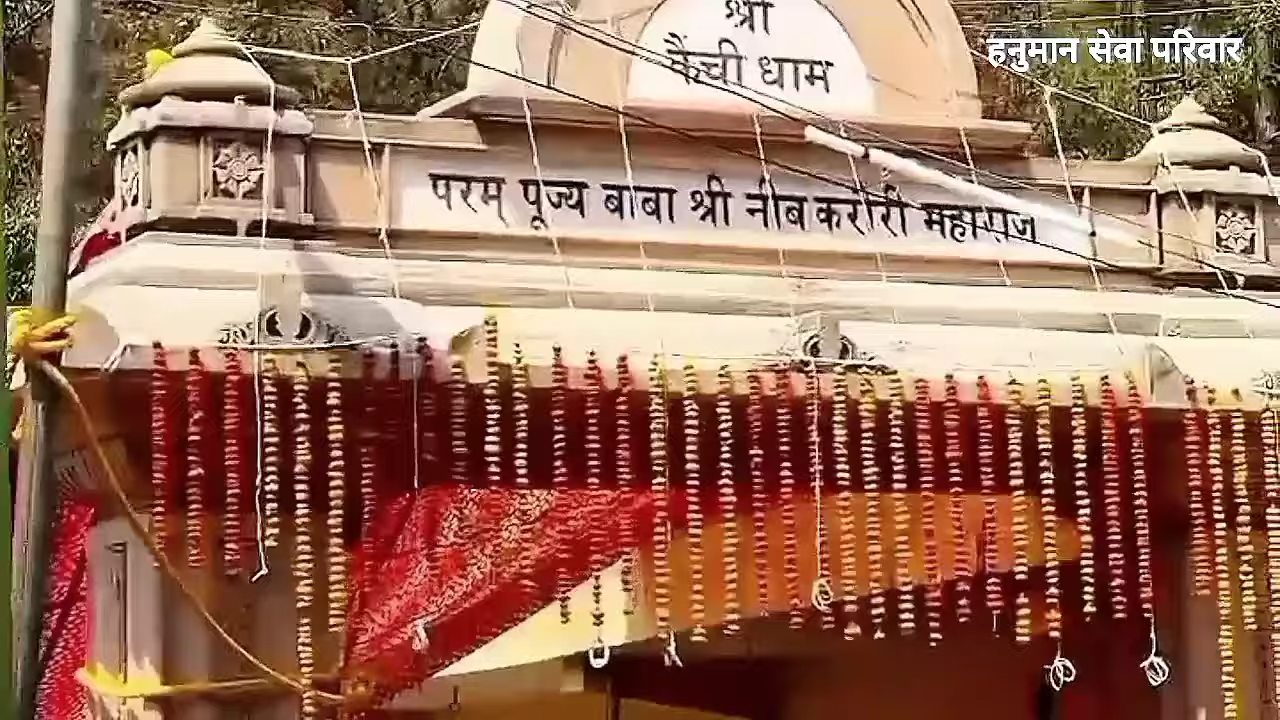 श्री
कैंची धाम
हनुमान सेवा परिवार
परम् पूज्य बाबा श्री नीब करौरी महाराज